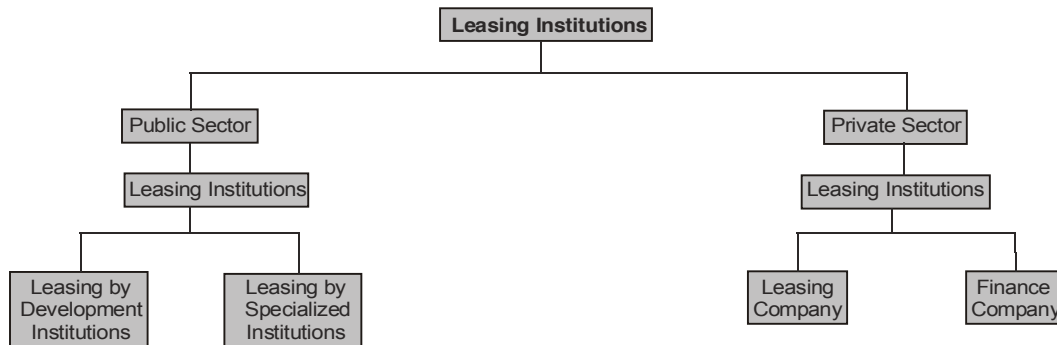 Leasing Institutions
Public Sector
Private Sector
Leasing Institutions
Leasing Institutions
Leasing by
Development
Institutions
Leasing by
Specialized
Institutions
Leasing
Company
Finance
Company